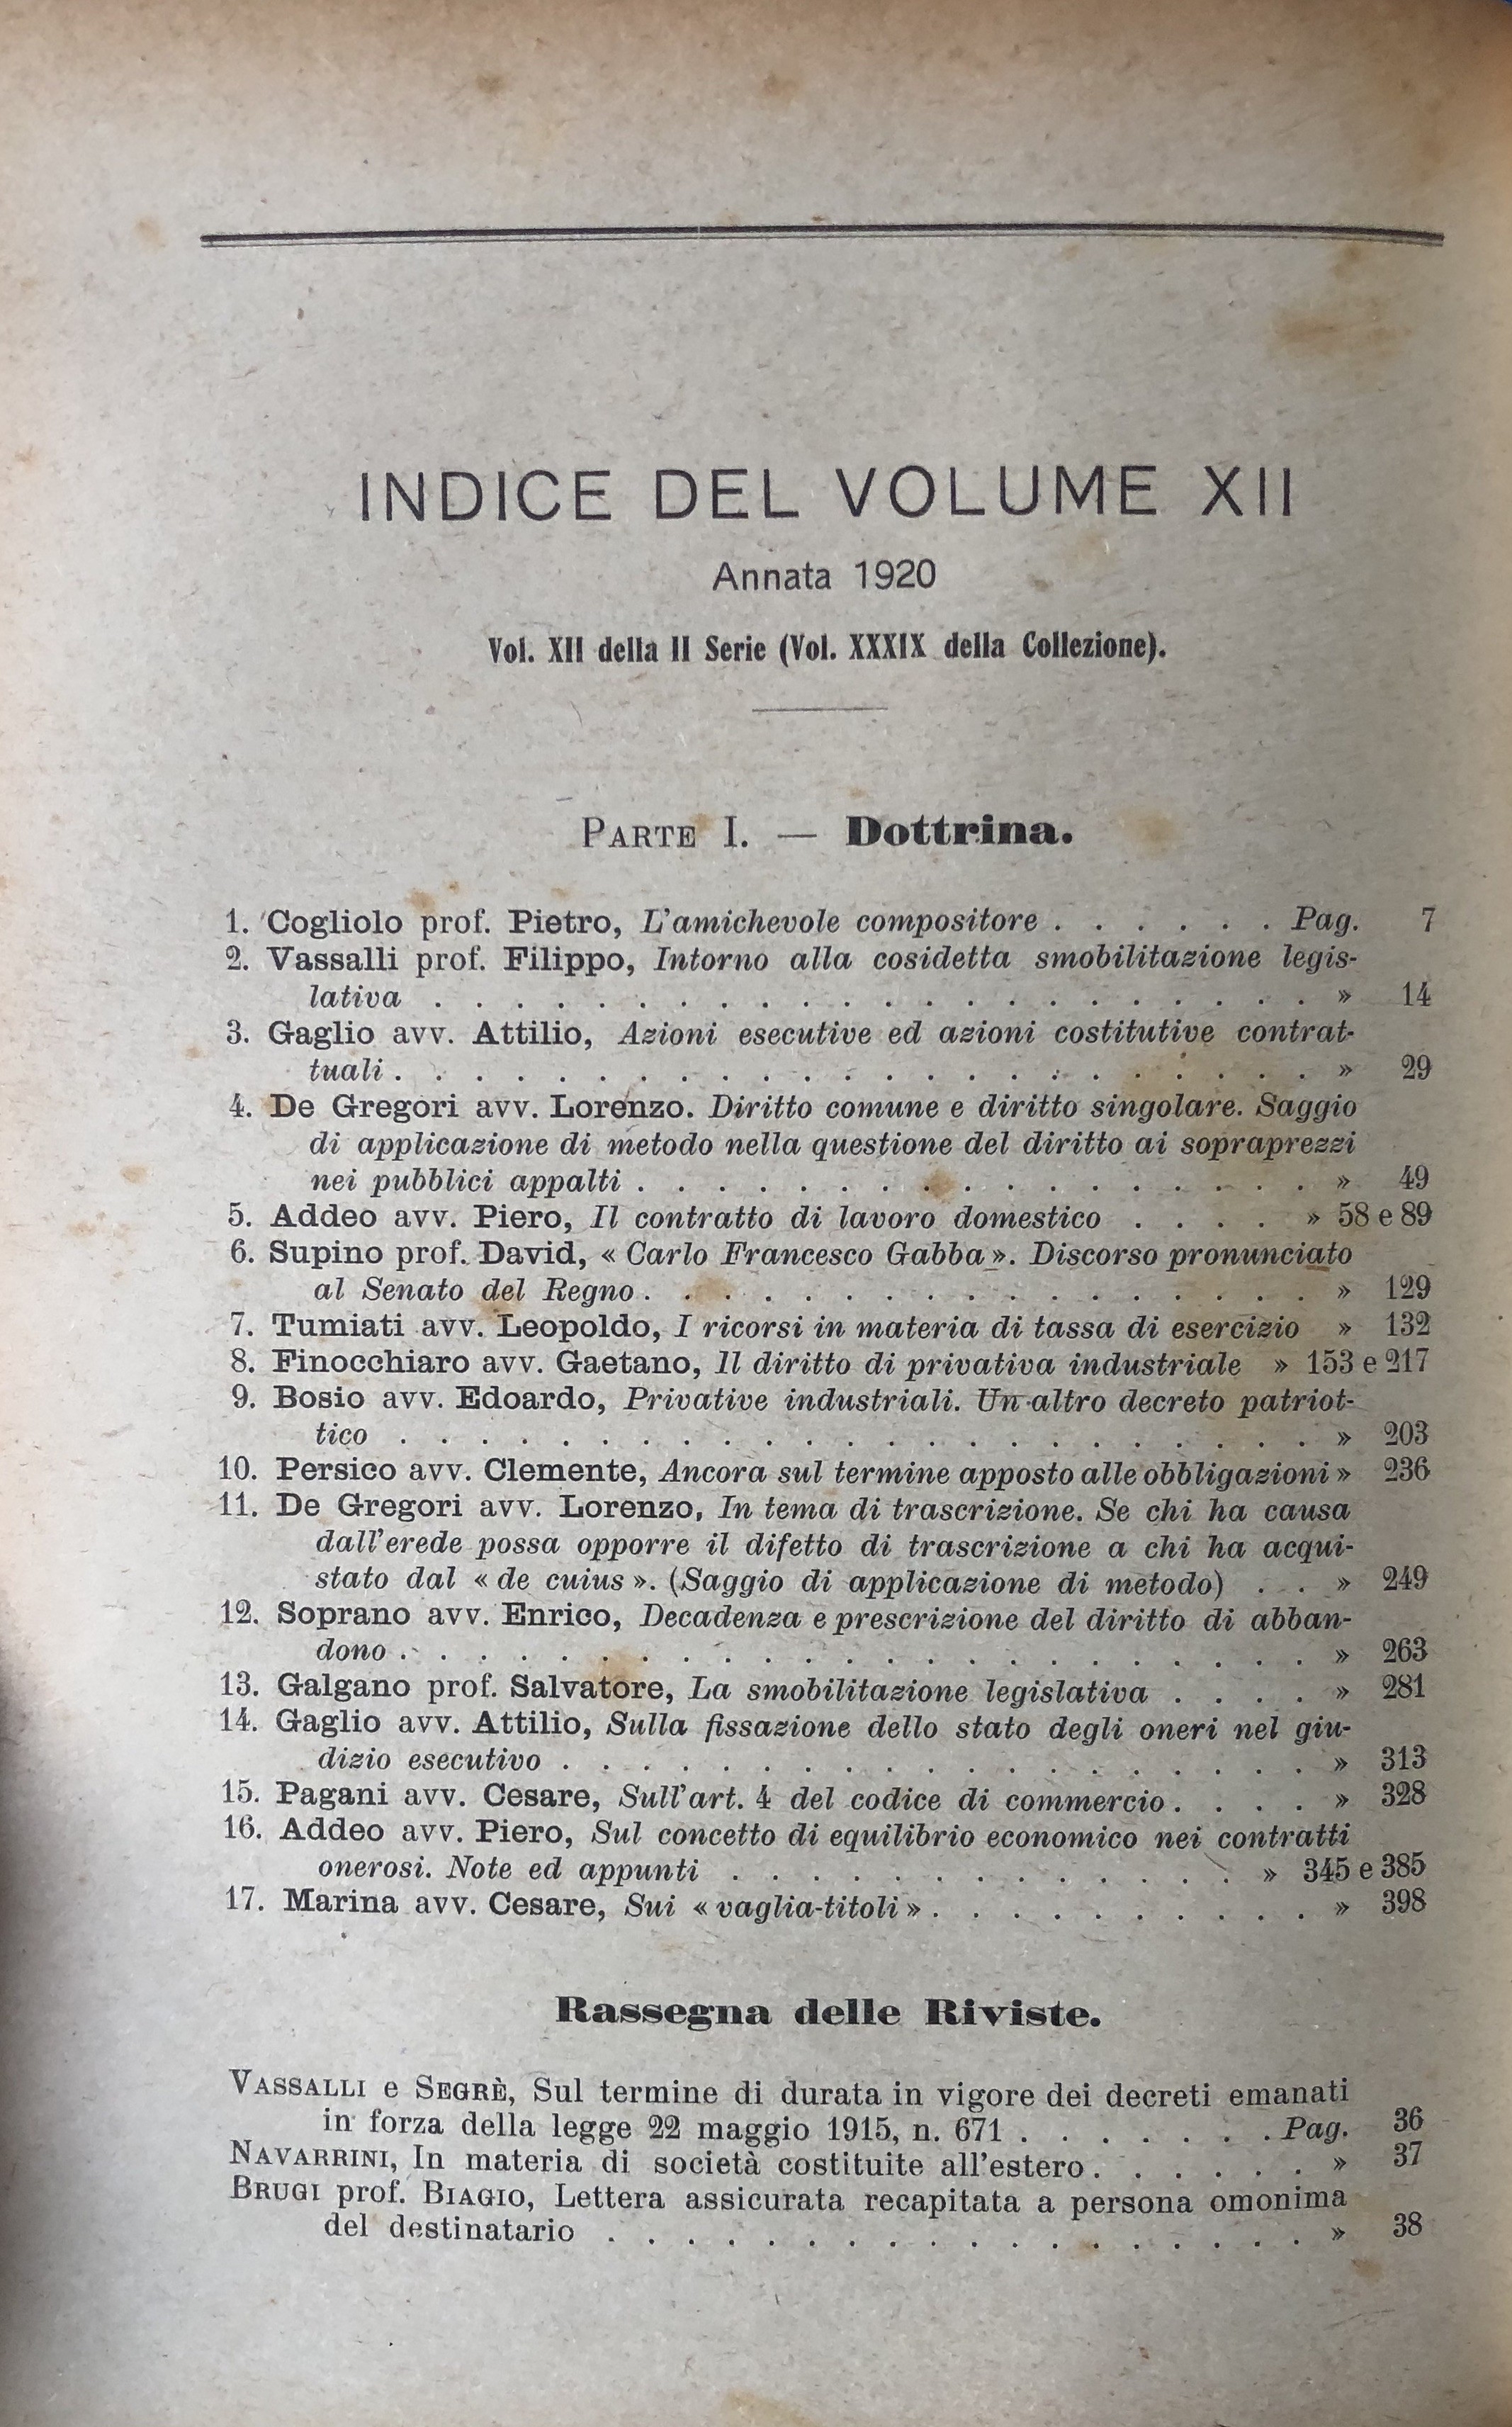 INDICE DEL VOLUME XII
Annata 1920
Vol. XII della II Serie (Vol. XXXIX della Collezione).
PARTE I. — Dottrina.
1. Cogliolo prof. Pietro, L'amichevole compositore . . . . . . Pag. 7
2. Vassalli prof. Filippo, Intorno alla cosidetta smobilitazione legis-
lativa . . . . . . . . . . . . . . . . . . . . . . » 14
3. Gaglio avv. Attilio, Azioni esecutive ed azioni costitutive contrat-
tuali . . . . . . . . . . . . . . . . . . . . . . . » 29
4. De Gregori avv. Lorenzo. Diritto comune e diritto singolare. Saggio
di applicazione di metodo nella questione del diritto ai sopraprezzi
nei pubblici appalti . . . . . . . . . . . . . . . . . » 49
5. Addeo avv. Piero, Il contratto di lavoro domestico . . . . » 58 e 89
6. Supino prof. David, « Carlo Francesco Gabba ». Discorso pronunciato
al Senato del Regno . . . . . . . . . . . . . . . . . » 129
7. Tumiati avv. Leopoldo, I ricorsi in materia di tassa di esercizio » 132
8. Finocchiaro avv. Gaetano, Il diritto di privativa industriale » 153 e 217
9. Bosio avv. Edoardo, Privative industriali. Un altro decreto patriot-
tico . . . . . . . . . . . . . . . . . . . . . . . » 203
10. Persico avv. Clemente, Ancora sul termine apposto alle obbligazioni » 236
11. De Gregori avv. Lorenzo, In tema di trascrizione. Se chi ha causa
dall'erede possa opporre il difetto di trascrizione a chi ha acqui-
stato dal « de cuius ». (Saggio di applicazione di metodo) . . » 249
12. Soprano avv. Enrico, Decadenza e prescrizione del diritto di abban-
dono . . . . . . . . . . . . . . . . . . . . . . . » 263
13. Galgano prof. Salvatore, La smobilitazione legislativa . . . . » 281
14. Gaglio avv. Attilio, Sulla fissazione dello stato degli oneri nel giu-
dizio esecutivo . . . . . . . . . . . . . . . . . . . » 313
15. Pagani avv. Cesare, Sull'art. 4 del codice di commercio . . . . » 328
16. Addeo avv. Piero, Sul concetto di equilibrio economico nei contratti
onerosi. Note ed appunti . . . . . . . . . . . . . » 345 e 385
17. Marina avv. Cesare, Sui « vaglia-titoli » . . . . . . . . . . » 398
Rassegna delle Riviste.
VASSALLI e SEGRÈ, Sul termine di durata in vigore dei decreti emanati
in forza della legge 22 maggio 1915, n. 671 . . . . . . . Pag. 36
NAVARRINI, In materia di società costituite all'estero . . . . . . » 37
BRUGI prof. BIAGIO, Lettera assicurata recapitata a persona omonima
del destinatario . . . . . . . . . . . . . . . . . . » 38